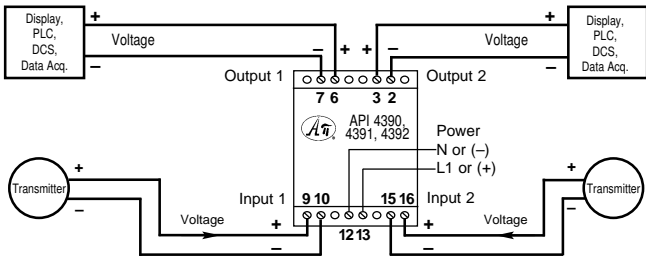 + +
Display,
PLC,
DCS,
Data Acq.
Voltage
–
– + + –
Voltage
–
Display,
PLC,
DCS,
Data Acq.
Output 1
Output 2
7 6 3 2
API 4390,
4391, 4392
Power
N or (–)
L1 or (+)
Transmitter
+
–
Input 1
9 10 15 16
Input 2
+
–
Transmitter
Voltage
+
–
12 13
+
–
Voltage